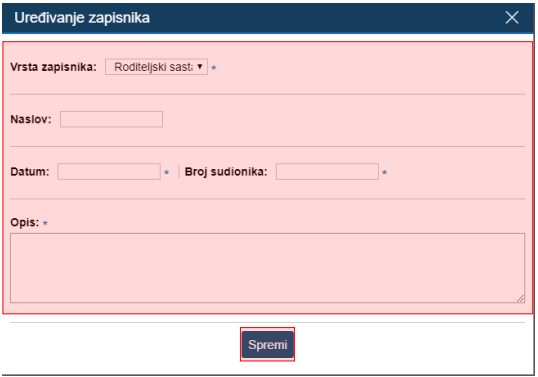 Uređivanje zapisnika
Vrsta zapisnika: Roditeljski sast *
Naslov:
Datum: * Broj sudionika: *
Opis: *
Spremi